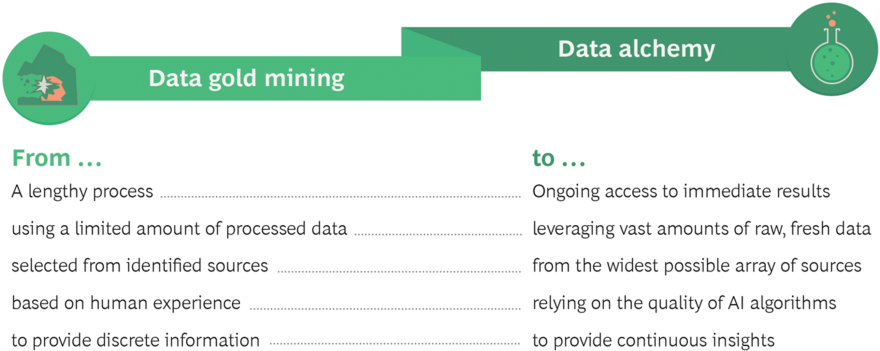 Data gold mining
Data alchemy
From ...
to ...
A lengthy process ........ Ongoing access to immediate results
using a limited amount of processed data ........ leveraging vast amounts of raw, fresh data
selected from identified sources ........ from the widest possible array of sources
based on human experience ........ relying on the quality of AI algorithms
to provide discrete information ........ to provide continuous insights